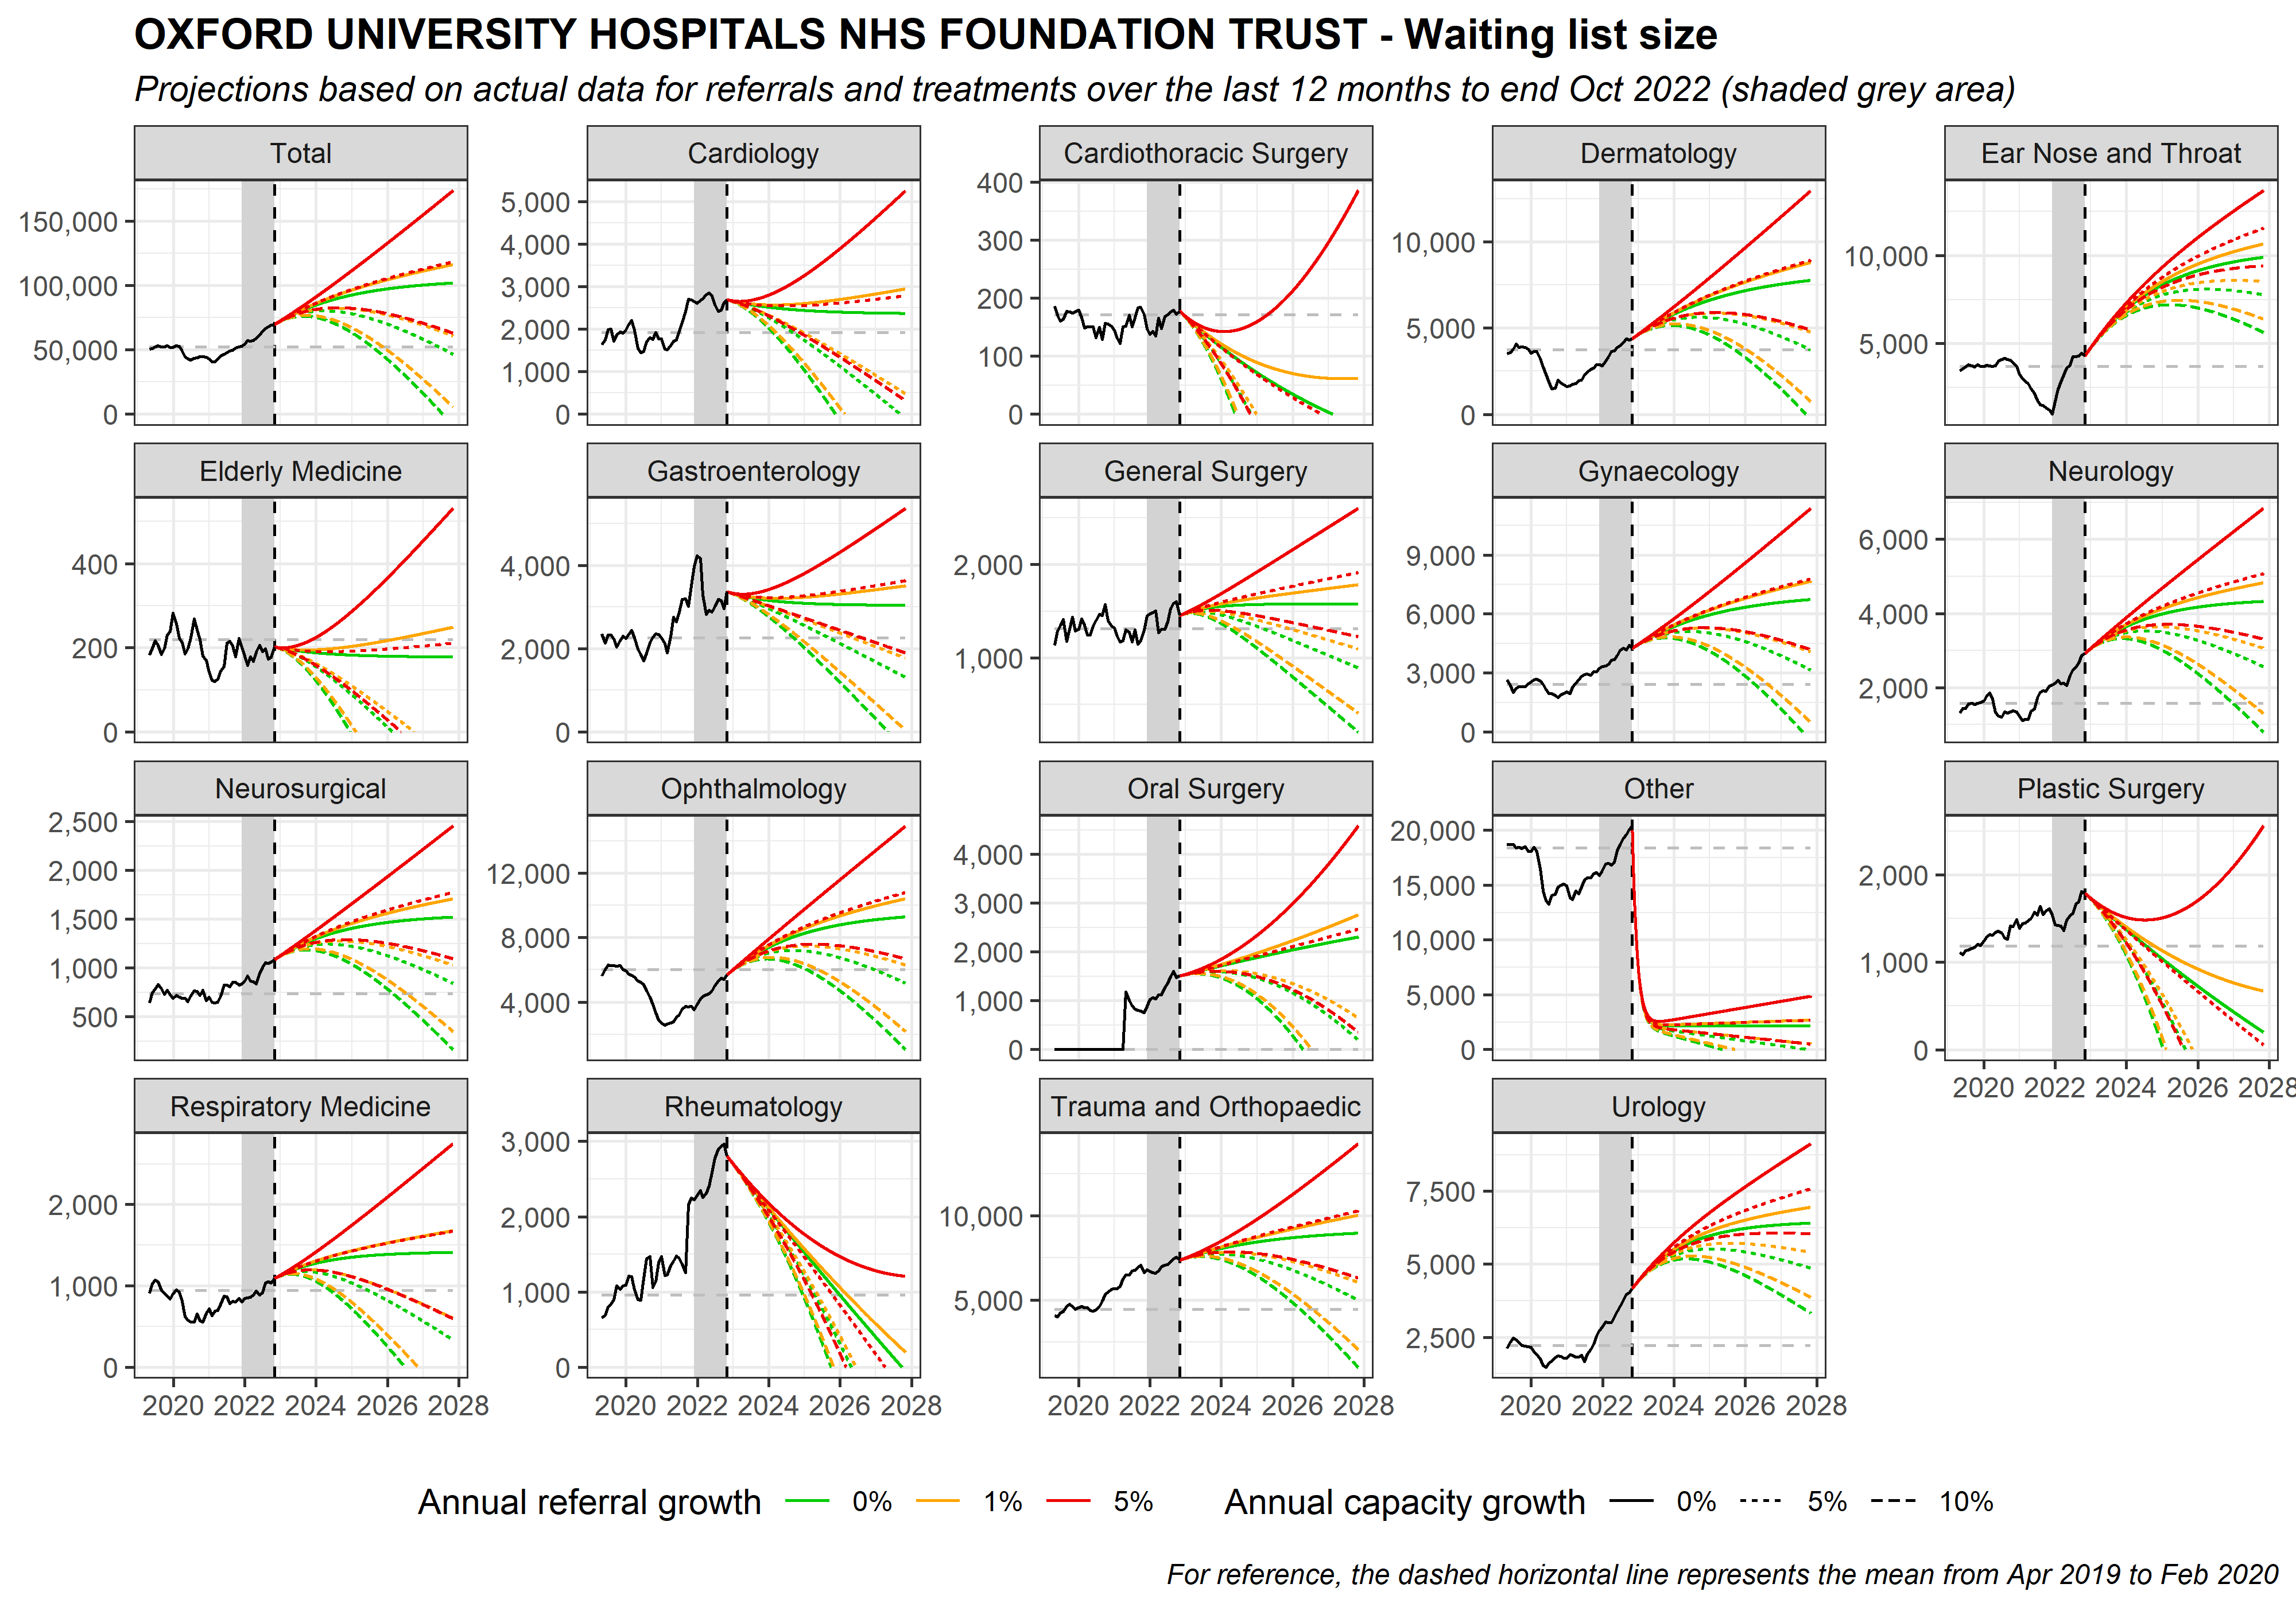 OXFORD UNIVERSITY HOSPITALS NHS FOUNDATION TRUST - Waiting list size
Projections based on actual data for referrals and treatments over the last 12 months to end Oct 2022 (shaded grey area)
Total
150,000
100,000
50,000
0
Cardiology
5,000
4,000
3,000
2,000
1,000
0
Cardiothoracic Surgery
400
300
200
100
0
Dermatology
10,000
5,000
0
Ear Nose and Throat
10,000
5,000
Elderly Medicine
400
200
0
Gastroenterology
4,000
2,000
0
General Surgery
2,000
1,000
Gynaecology
9,000
6,000
3,000
0
Neurology
6,000
4,000
2,000
Neurosurgical
2,500
2,000
1,500
1,000
500
Ophthalmology
12,000
8,000
4,000
Oral Surgery
4,000
3,000
2,000
1,000
0
Other
20,000
15,000
10,000
5,000
0
Plastic Surgery
2,000
1,000
0
2020 2022 2024 2026 2028
Respiratory Medicine
2,000
1,000
0
2020 2022 2024 2026 2028
Rheumatology
3,000
2,000
1,000
0
2020 2022 2024 2026 2028
Trauma and Orthopaedic
10,000
5,000
2020 2022 2024 2026 2028
Urology
7,500
5,000
2,500
2020 2022 2024 2026 2028
Annual referral growth 0% 1% 5% Annual capacity growth 0% 5% 10%
For reference, the dashed horizontal line represents the mean from Apr 2019 to Feb 2020